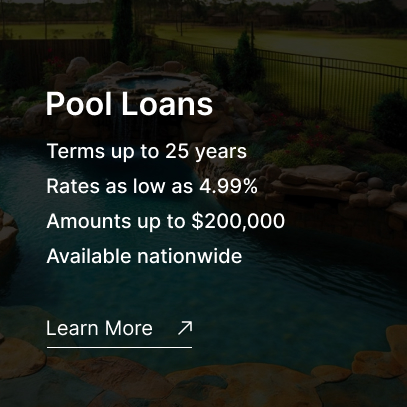 Pool Loans
Terms up to 25 years
Rates as low as 4.99%
Amounts up to $200,000
Available nationwide
Learn More